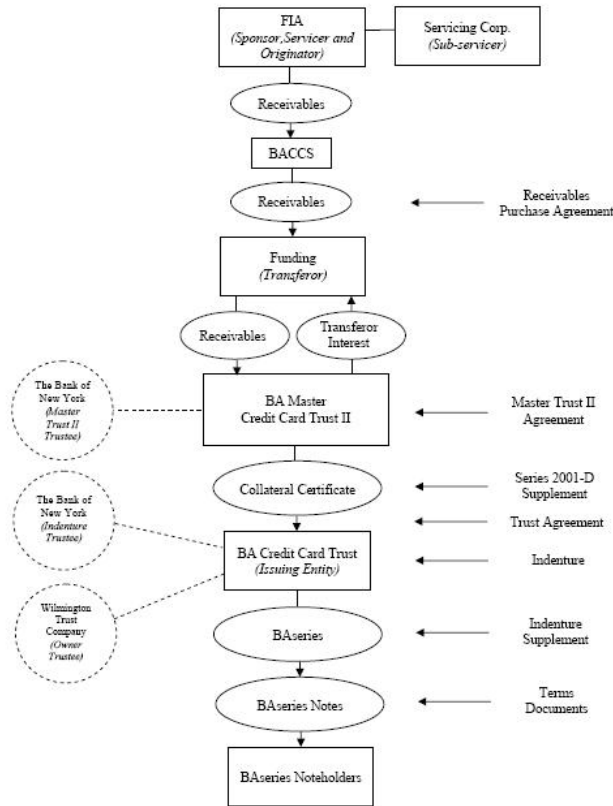 FIA
(Sponsor,Servicer and
Originator)
Servicing Corp.
(Sub-servicer)
Receivables
BACCS
Receivables
Receivables
Purchase Agreement
Funding
(Transferor)
Receivables
Transferor
Interest
The Bank of
New York
(Master
Trust II
Trustee)
BA Master
Credit Card Trust II
Master Trust II
Agreement
Collateral Certificate
Series 2001-D
Supplement
The Bank of
New York
(Indenture
Trustee)
Trust Agreement
BA Credit Card Trust
(Issuing Entity)
Indenture
Wilmington
Trust
Company
(Owner
Trustee)
BAseries
Indenture
Supplement
BAseries Notes
Terms
Documents
BAseries Noteholders